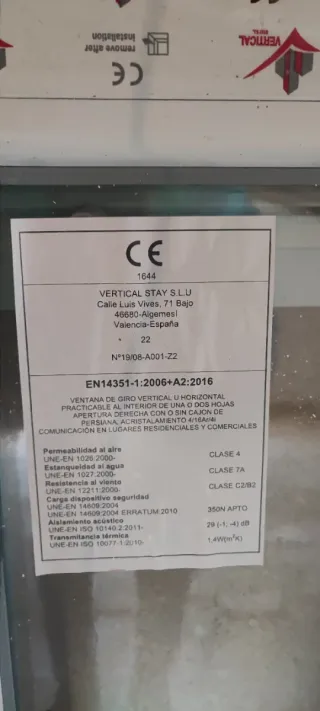 remove after
installation
VERTICAL
CE
CE
1644
VERTICAL STAY S.L.U
Calle Luis Vives, 71 Bajo
46680-Algemesí
Valencia-España
22
Nº19/08-A001-Z2
EN14351-1:2006+A2:2016
VENTANA DE GIRO VERTICAL U HORIZONTAL
PRACTICABLE AL INTERIOR DE UNA O DOS HOJAS
APERTURA DERECHA CON O SIN CAJON DE
PERSIANA, ACRISTALAMIENTO 4/16Ar/4i
COMUNICACIÓN EN LUGARES RESIDENCIALES Y COMERCIALES
Permeabilidad al aire
UNE-EN 1026:2000- CLASE 4
Estanqueidad al agua
UNE-EN 1027:2000- CLASE 7A
Resistencia al viento
UNE-EN 12211:2000- CLASE C2/B2
Carga dispositivo seguridad
UNE-EN 14609:2004
UNE-EN 14609:2004 ERRATUM:2010 350N APTO
Aislamiento acústico
UNE-EN ISO 10140-2:2011- 29 (-1, -4) dB
Transmitancia térmica
UNE-EN ISO 10077-1:2010- 1,4W(m²K)